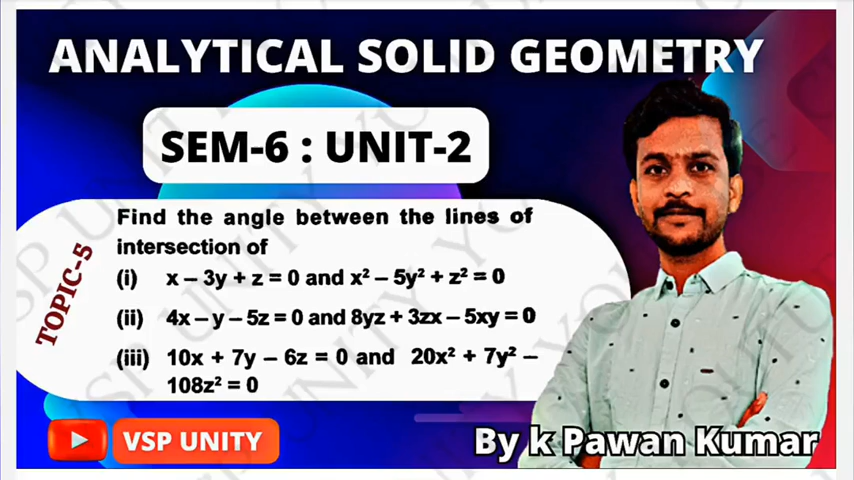 ANALYTICAL SOLID GEOMETRY
SEM-6 : UNIT-2
TOPIC-5
Find the angle between the lines of
intersection of
(i) x – 3y + z = 0 and x² – 5y² + z² = 0
(ii) 4x – y – 5z = 0 and 8yz + 3zx – 5xy = 0
(iii) 10x + 7y – 6z = 0 and 20x² + 7y² –
108z² = 0
VSP UNITY
By k Pawan Kumar